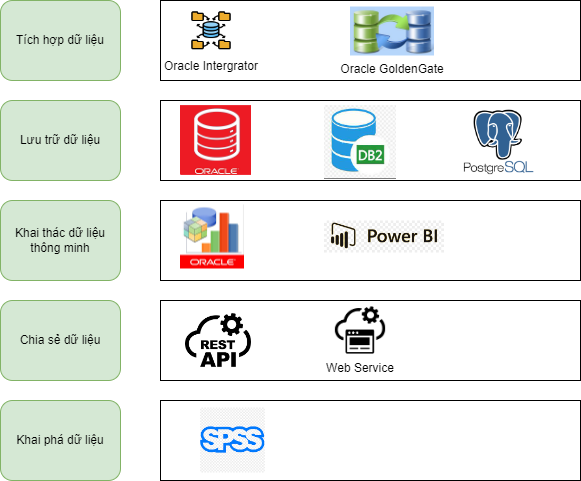 Tích hợp dữ liệu
Oracle Intergrator
Oracle GoldenGate
Lưu trữ dữ liệu
ORACLE
DB2
PostgreSQL
Khai thác dữ liệu
thông minh
ORACLE
Power BI
Chia sẻ dữ liệu
REST
API
Web Service
Khai phá dữ liệu
SPSS